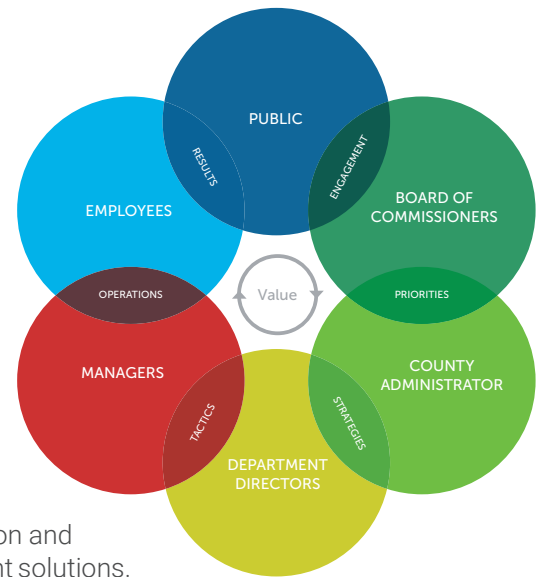 PUBLIC
RESULTS
ENGAGEMENT
EMPLOYEES
BOARD OF
COMMISSIONERS
OPERATIONS
Value
PRIORITIES
MANAGERS
COUNTY
ADMINISTRATOR
TACTICS
STRATEGIES
DEPARTMENT
DIRECTORS
on and
nt solutions.